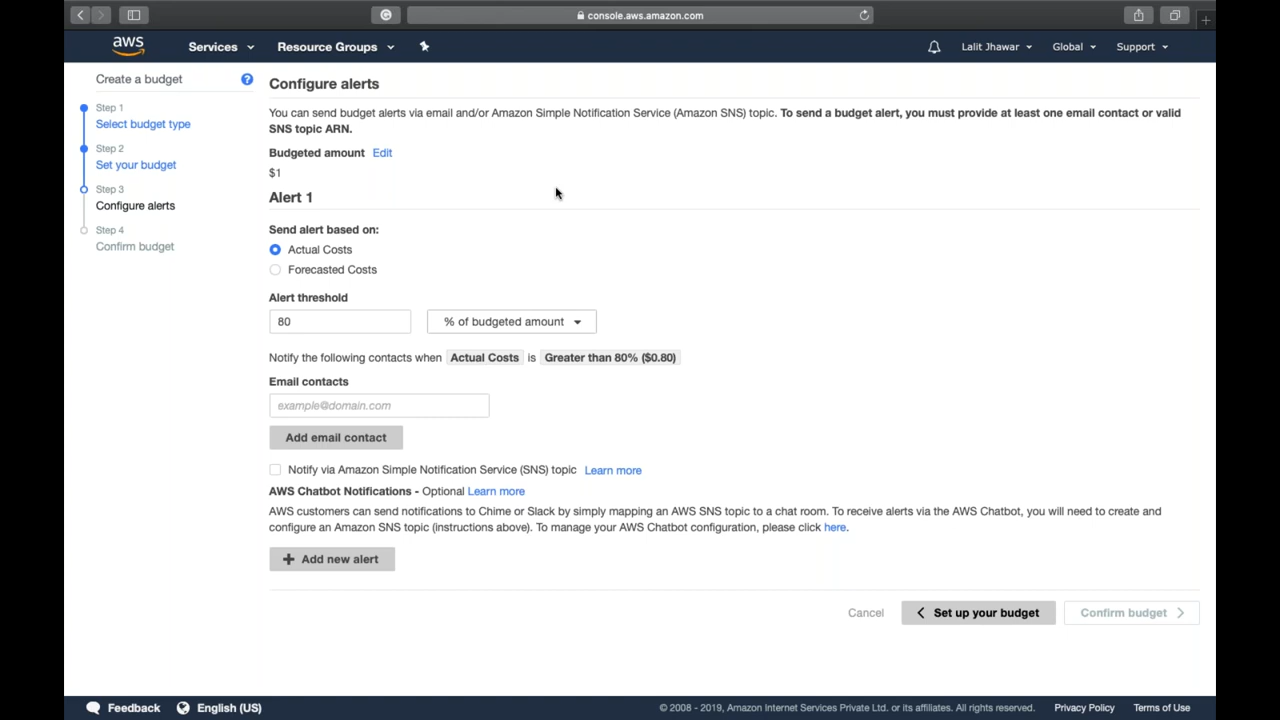 console.aws.amazon.com
aws
Services
Resource Groups
Lalit Jhawar
Global
Support
Create a budget
?
Step 1
Select budget type
Step 2
Set your budget
Step 3
Configure alerts
Step 4
Confirm budget
Configure alerts
You can send budget alerts via email and/or Amazon Simple Notification Service (Amazon SNS) topic. To send a budget alert, you must provide at least one email contact or valid
SNS topic ARN.
Budgeted amount Edit
$1
Alert 1
Send alert based on:
Actual Costs
Forecasted Costs
Alert threshold
80
% of budgeted amount
Notify the following contacts when Actual Costs is Greater than 80% ($0.80)
Email contacts
example@domain.com
Add email contact
Notify via Amazon Simple Notification Service (SNS) topic Learn more
AWS Chatbot Notifications - Optional Learn more
AWS customers can send notifications to Chime or Slack by simply mapping an AWS SNS topic to a chat room. To receive alerts via the AWS Chatbot, you will need to create and
configure an Amazon SNS topic (instructions above). To manage your AWS Chatbot configuration, please click here.
+ Add new alert
Cancel
Set up your budget
Confirm budget
Feedback
English (US)
© 2008 - 2019, Amazon Internet Services Private Ltd. or its affiliates. All rights reserved.
Privacy Policy
Terms of Use